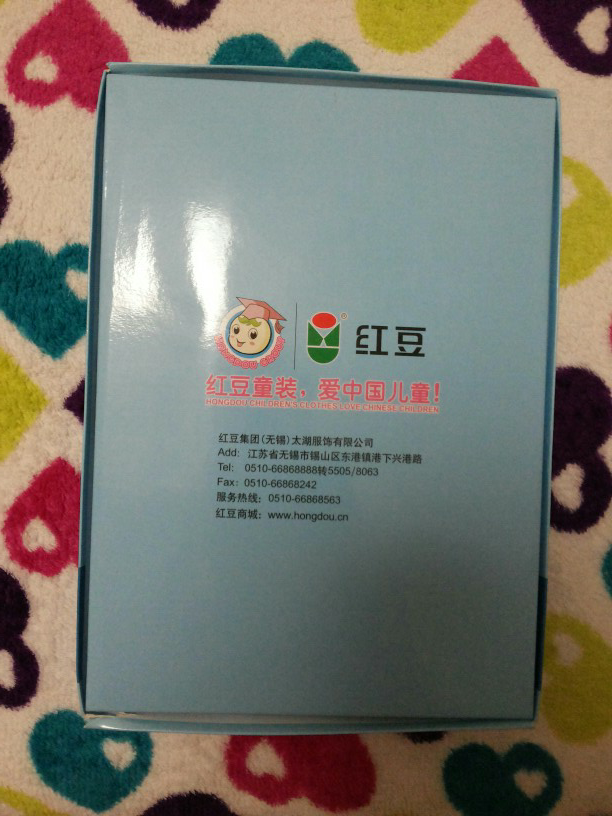 ®
红豆
红豆童装，爱中国儿童！
HONGDOU CHILDREN'S CLOTHES LOVE CHINESE CHILDREN
红豆集团(无锡)太湖服饰有限公司
Add: 江苏省无锡市锡山区东港镇港下兴港路
Tel: 0510-66868888转5505/8063
Fax: 0510-66868242
服务热线：0510-66868563
红豆商城：www.hongdou.cn